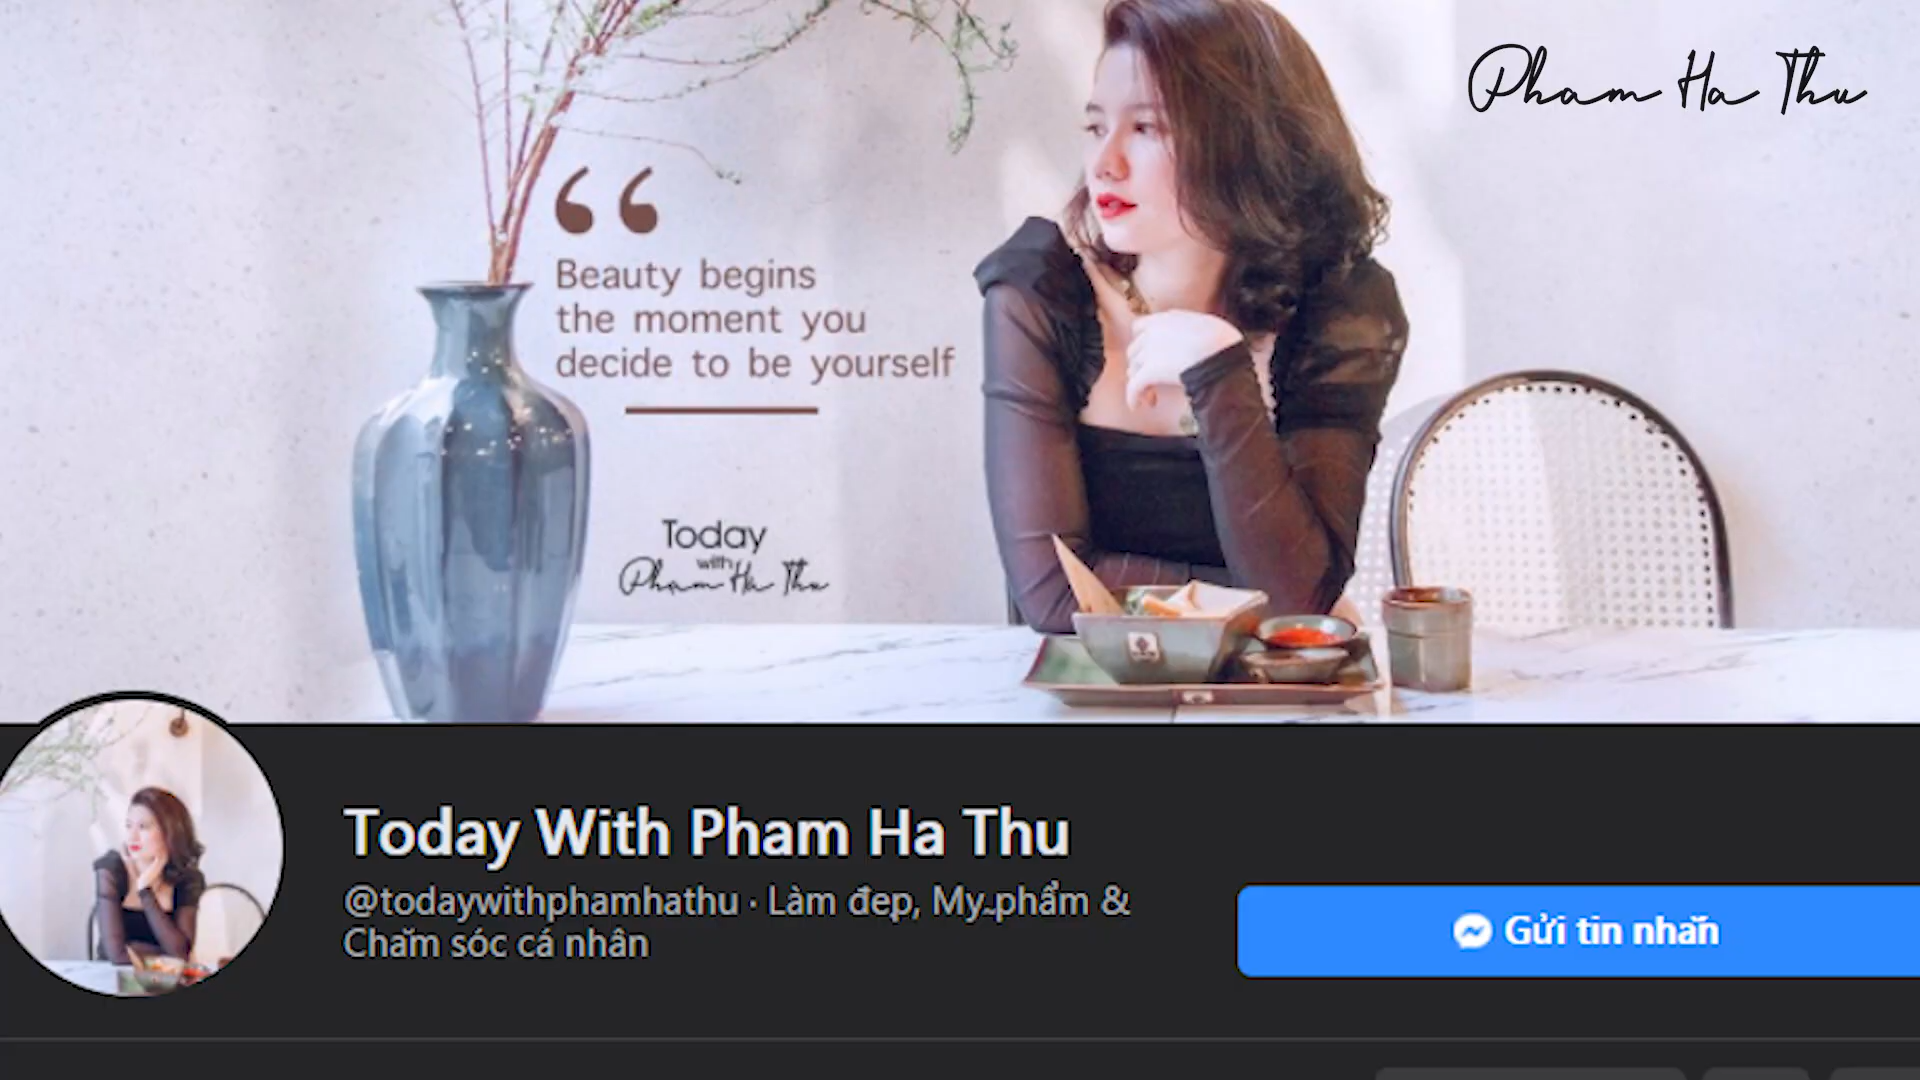 Pham Ha Thu
“
Beauty begins
the moment you
decide to be yourself
Today
with
Pham Ha Thu
Today With Pham Ha Thu
@todaywithphamhathu · Làm đẹp, Mỹ phẩm &
Chăm sóc cá nhân
Gửi tin nhắn